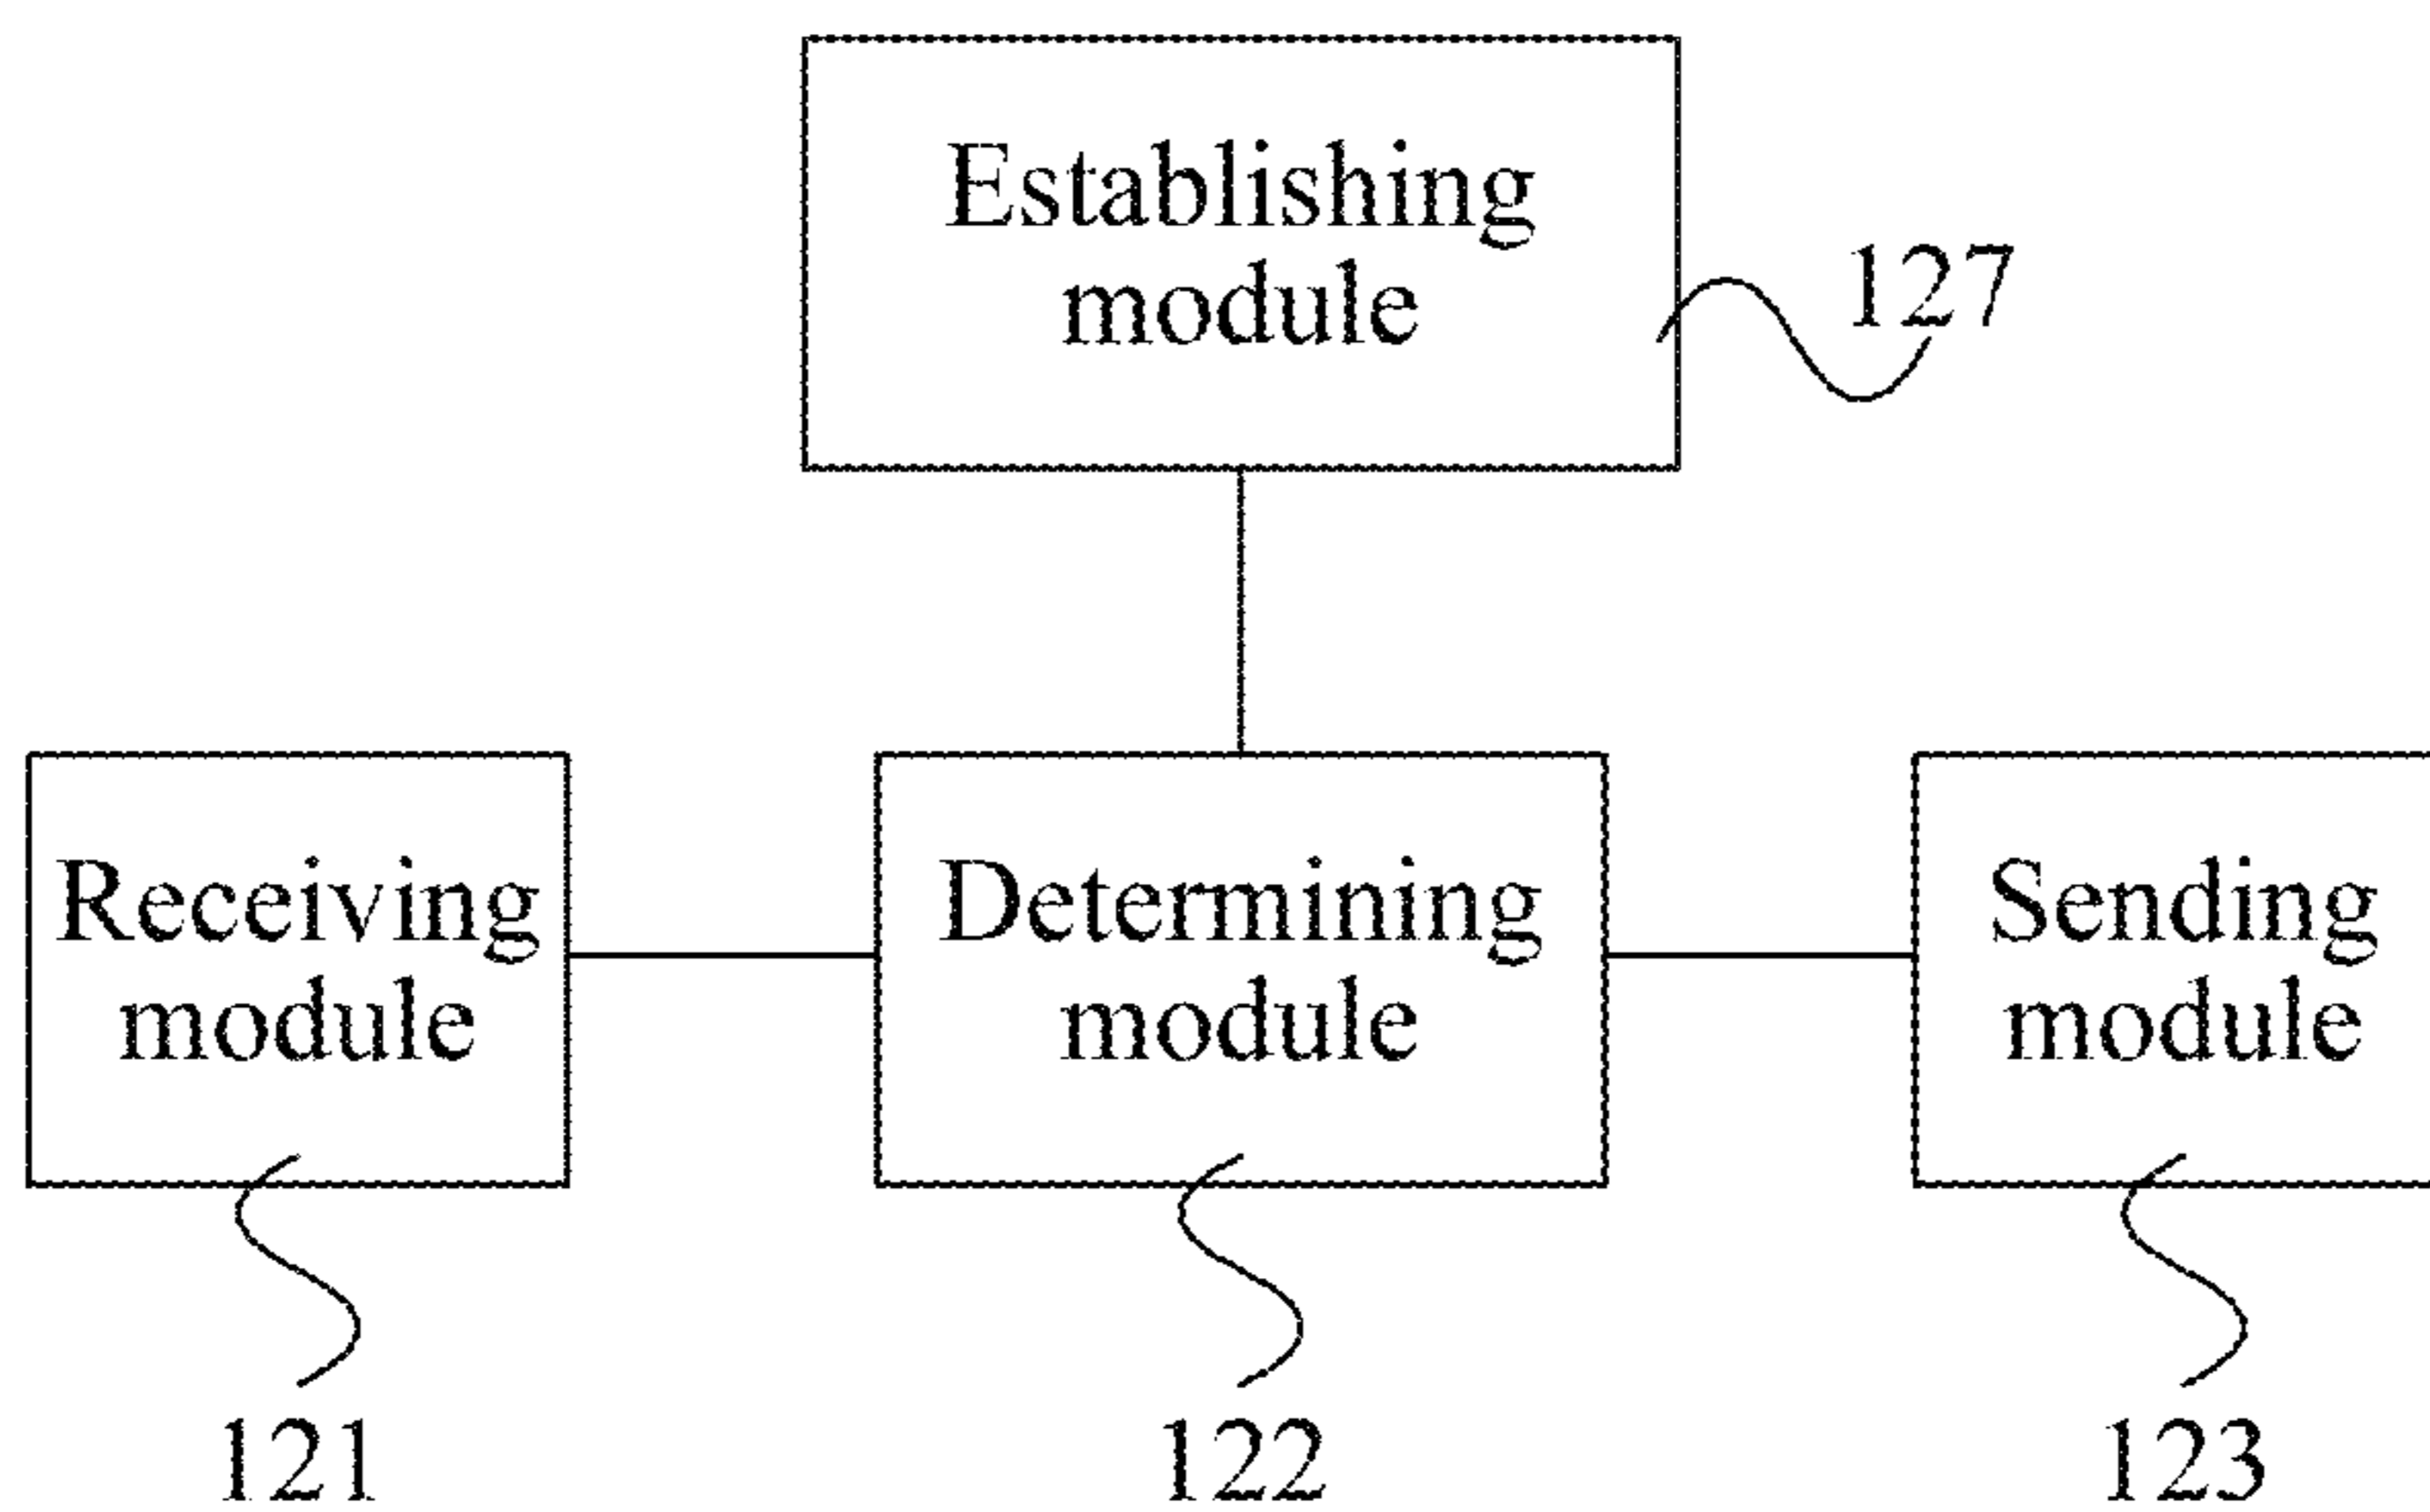 Establishing
module
127
Receiving
module
Determining
module
Sending
module
121
122
123